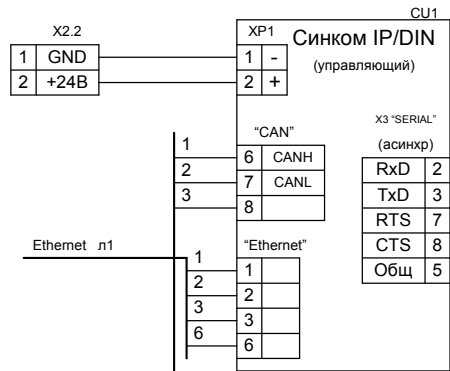 CU1
X2.2
XP1
Синком IP/DIN
(управляющий)
1 GND
1 -
2 +24В
2 +
X3 "SERIAL"
(асинхр)
"CAN"
1
6 CANH
2
7 CANL
3
8
RxD 2
TxD 3
RTS 7
CTS 8
Общ 5
Ethernet л1
"Ethernet"
1
1
2
2
3
3
6
6